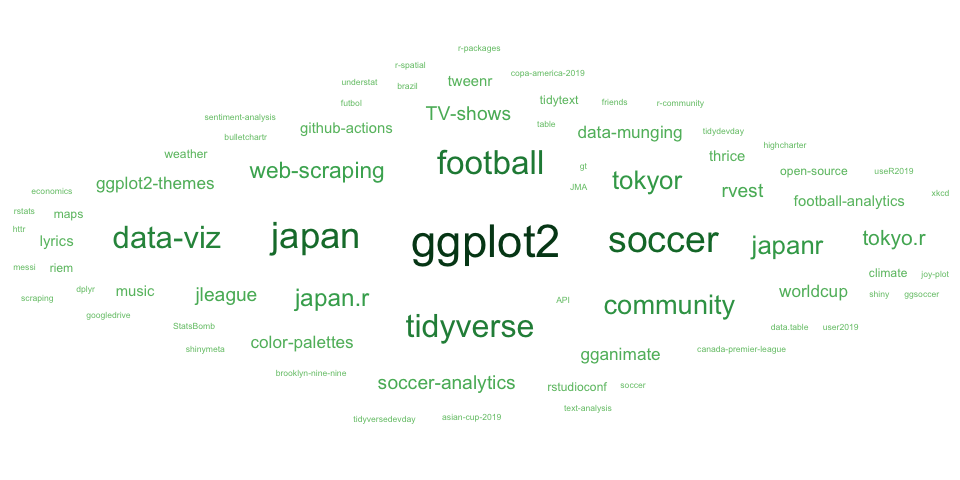 r-packages
r-spatial
copa-america-2019
understat
brazil
tweenr
futbol
tidytext
friends
r-community
sentiment-analysis
TV-shows
table
github-actions
data-munging
tidydevday
bulletchartr
highcharter
weather
football
thrice
web-scraping
gt
open-source
useR2019
ggplot2-themes
tokyor
JMA
rvest
economics
xkcd
football-analytics
rstats
maps
httr
lyrics
data-viz
japan
ggplot2
soccer
japanr
tokyo.r
messi
riem
climate
joy-plot
scraping
dplyr
music
jleague
japan.r
API
community
worldcup
shiny
ggsoccer
googledrive
StatsBomb
tidyverse
data.table
user2019
shinymeta
color-palettes
gganimate
canada-premier-league
brooklyn-nine-nine
soccer-analytics
rstudioconf
soccer
text-analysis
tidyversedevday
asian-cup-2019